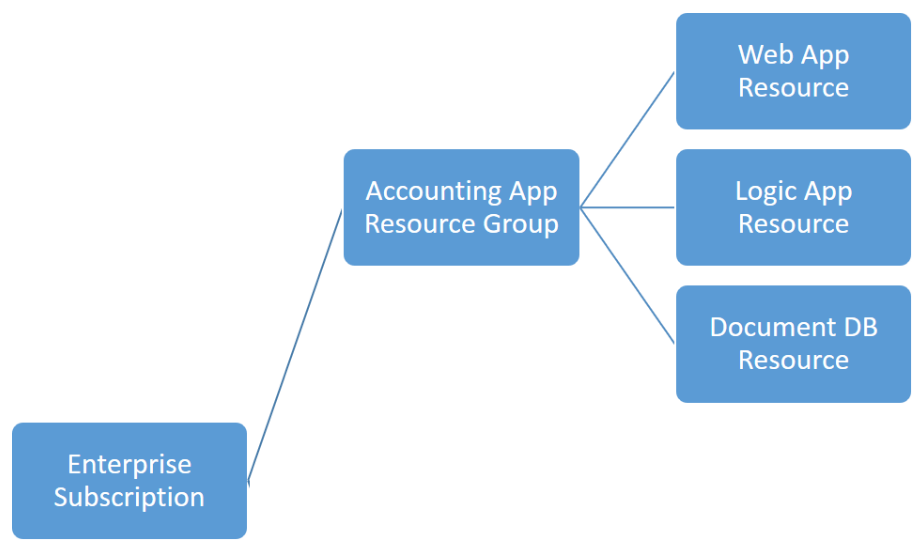 Web App
Resource
Accounting App
Resource Group
Logic App
Resource
Document DB
Resource
Enterprise
Subscription